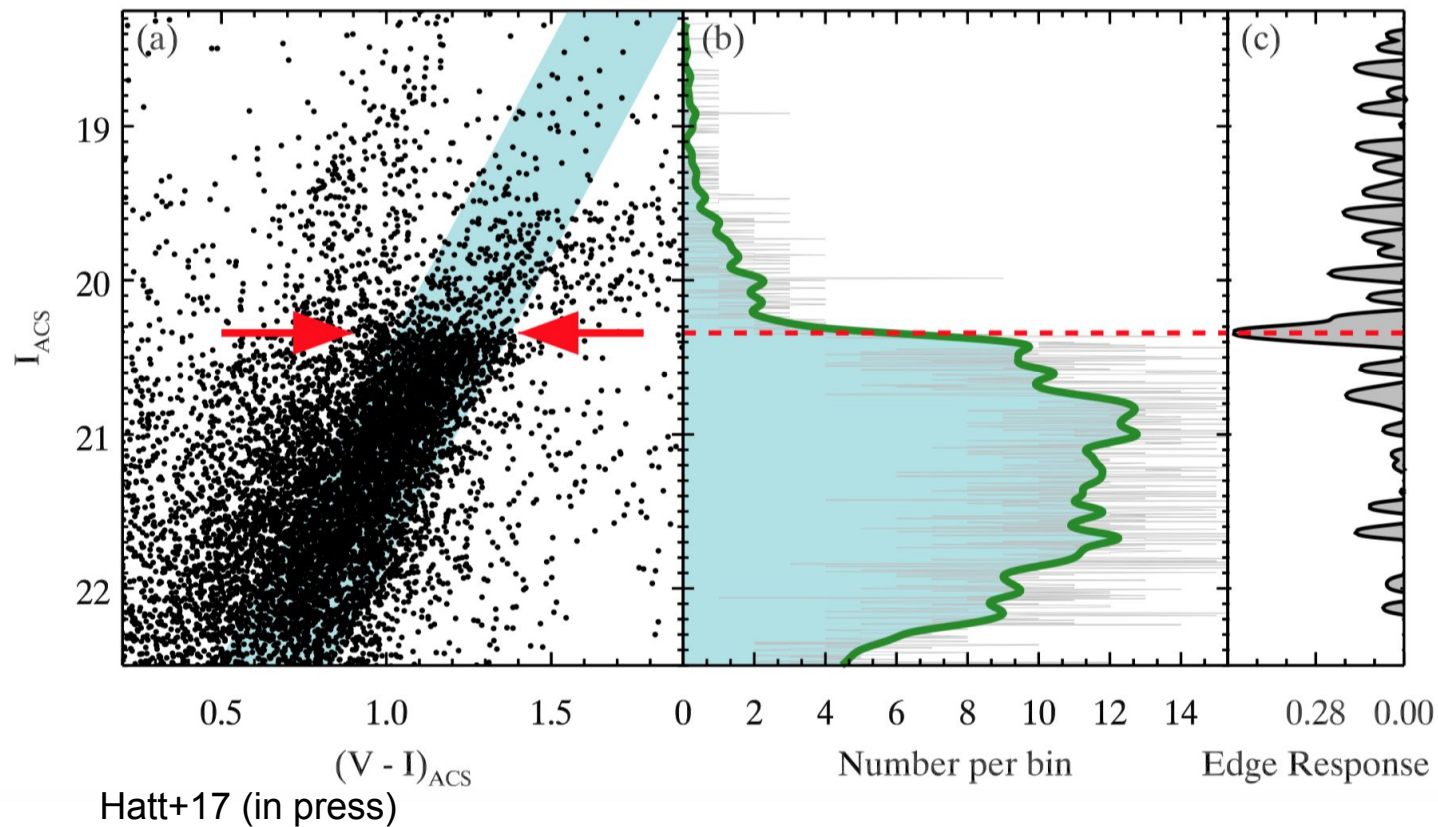 (a)
(b)
(c)
19
20
21
22
I_ACS
0.5 1.0 1.5
0 2 4 6 8 10 12 14
0.28 0.00
(V - I)_ACS
Number per bin
Edge Response
Hatt+17 (in press)